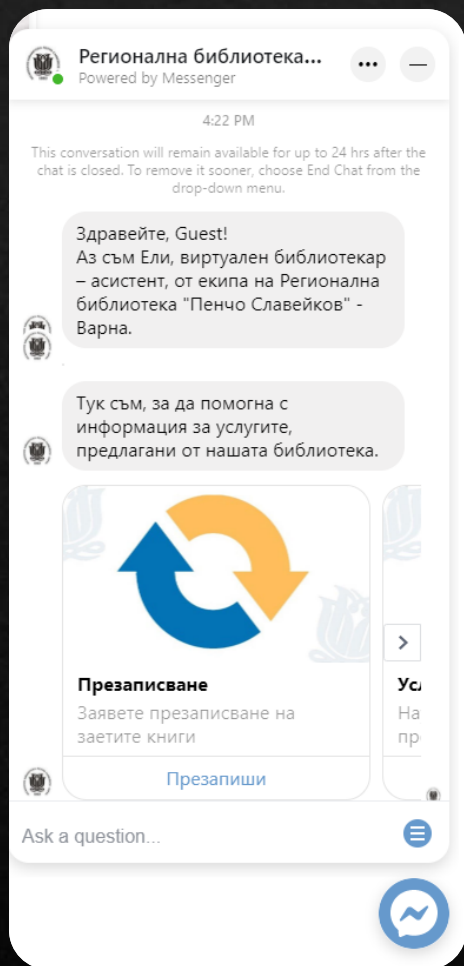 Регионална библиотека...
Powered by Messenger
4:22 PM
This conversation will remain available for up to 24 hrs after the
chat is closed. To remove it sooner, choose End Chat from the
drop-down menu.
Здравейте, Guest!
Аз съм Ели, виртуален библиотекар
– асистент, от екипа на Регионална
библиотека "Пенчо Славейков" -
Варна.
Тук съм, за да помогна с
информация за услугите,
предлагани от нашата библиотека.
Презаписване
Заявете презаписване на
заетите книги
Презапиши
Ус
На
пр
Ask a question...